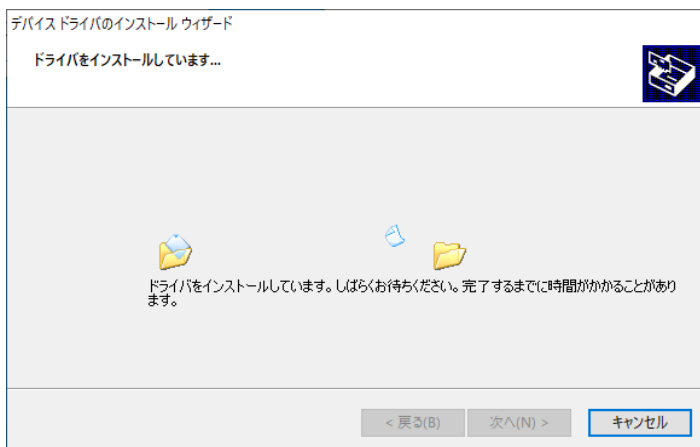 デバイス ドライバのインストール ウィザード
ドライバをインストールしています...
ドライバをインストールしています。しばらくお待ちください。完了するまでに時間がかかることがあり
ます。
< 戻る(B)
次へ(N) >
キャンセル